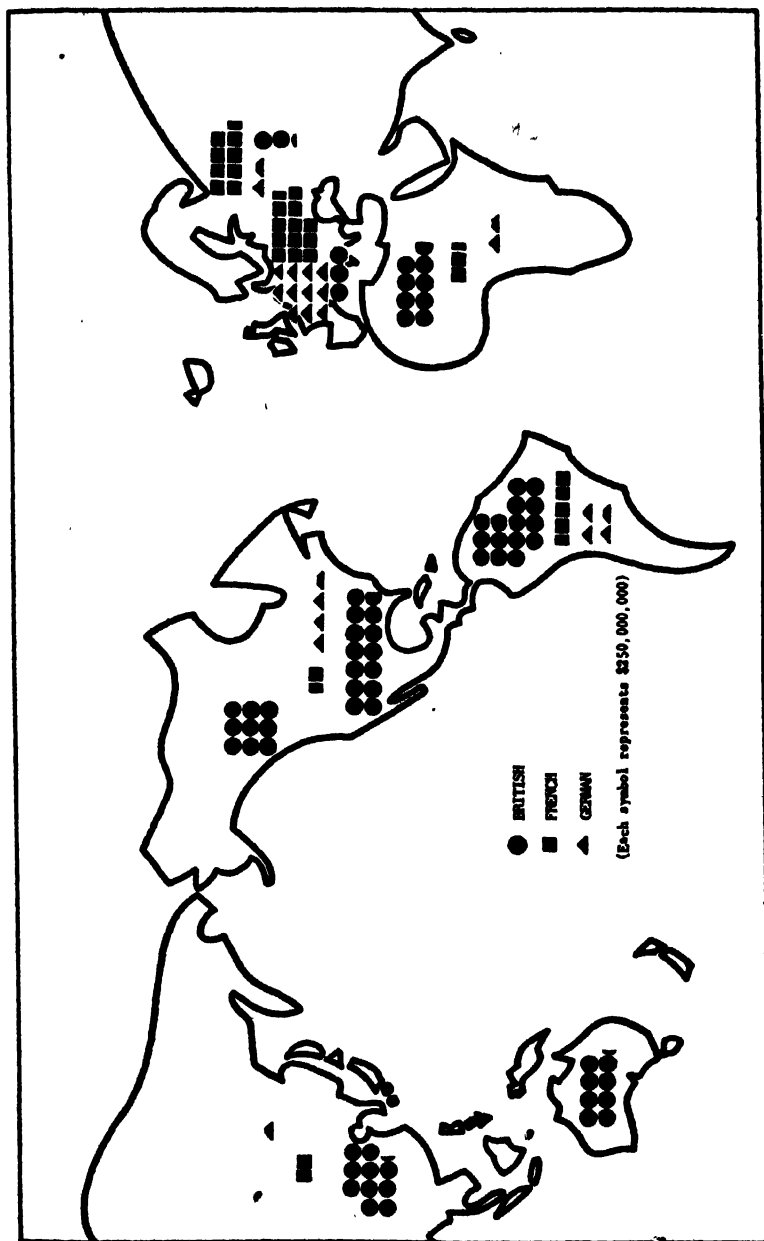 BRITISH
FRENCH
GERMAN
(Each symbol represents $250,000,000)